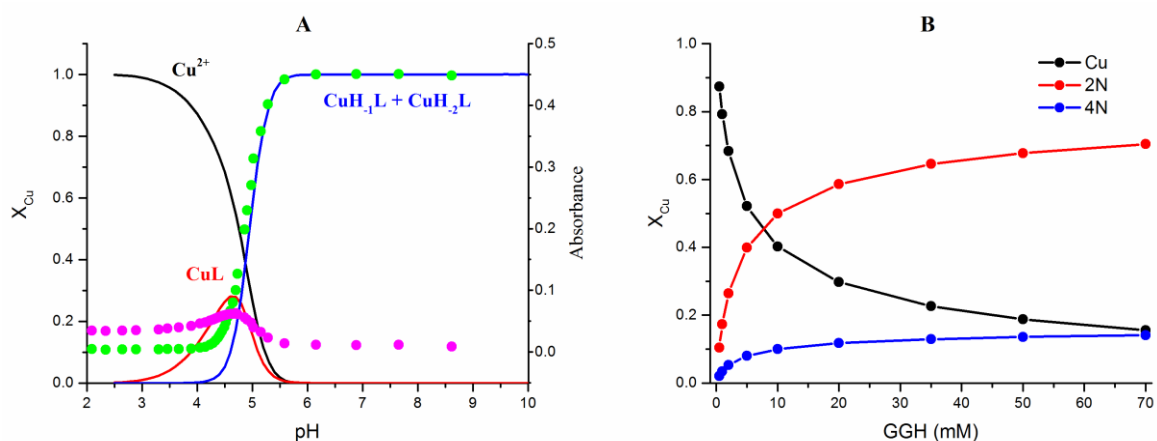 A
Cu²⁺
CuH₋₁L + CuH₋₂L
CuL
X_Cu
1.0
0.8
0.6
0.4
0.2
0.0
0.5
0.4
0.3
0.2
0.1
0.0
Absorbance
2 3 4 5 6 7 8 9 10
pH
B
Cu
2N
4N
X_Cu
1.0
0.8
0.6
0.4
0.2
0.0
0 10 20 30 40 50 60 70
GGH (mM)